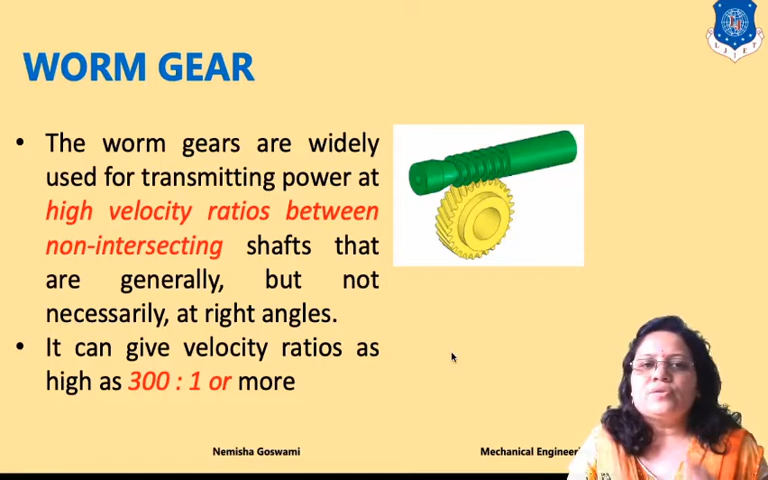 WORM GEAR
• The worm gears are widely
used for transmitting power at
high velocity ratios between
non-intersecting shafts that
are generally, but not
necessarily, at right angles.
• It can give velocity ratios as
high as 300 : 1 or more
LJIET
Nemisha Goswami
Mechanical